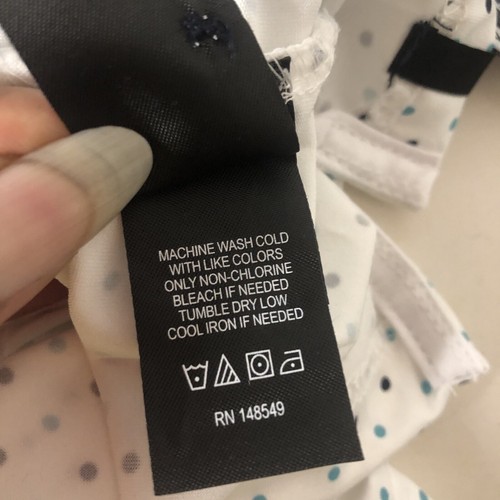 MACHINE WASH COLD
WITH LIKE COLORS
ONLY NON-CHLORINE
BLEACH IF NEEDED
TUMBLE DRY LOW
COOL IRON IF NEEDED
RN 148549